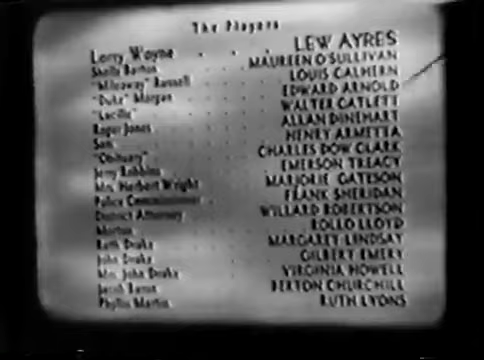 The Players
Larry Wayne LEW AYRES
Sheila Barton MAUREEN O'SULLIVAN
"Mileaway" Russell LOUIS CALHERN
"Duke" Morgan EDWARD ARNOLD
"Lucille" WALTER CATLETT
Roger Jones ALLAN DINEHART
Sam HENRY ARMETTA
"Obituary" CHARLES DOW CLARK
Jerry Robbins EMERSON TREACY
Mrs. Herbert Wright MARJORIE GATESON
Police Commissioner FRANK SHERIDAN
District Attorney WILLARD ROBERTSON
Morton ROLLO LLOYD
Ruth Drake MARGARET LINDSAY
John Drake GILBERT EMERY
Mrs. John Drake VIRGINIA HOWELL
Jacob Baron BERTON CHURCHILL
Phyllis Martin RUTH LYONS